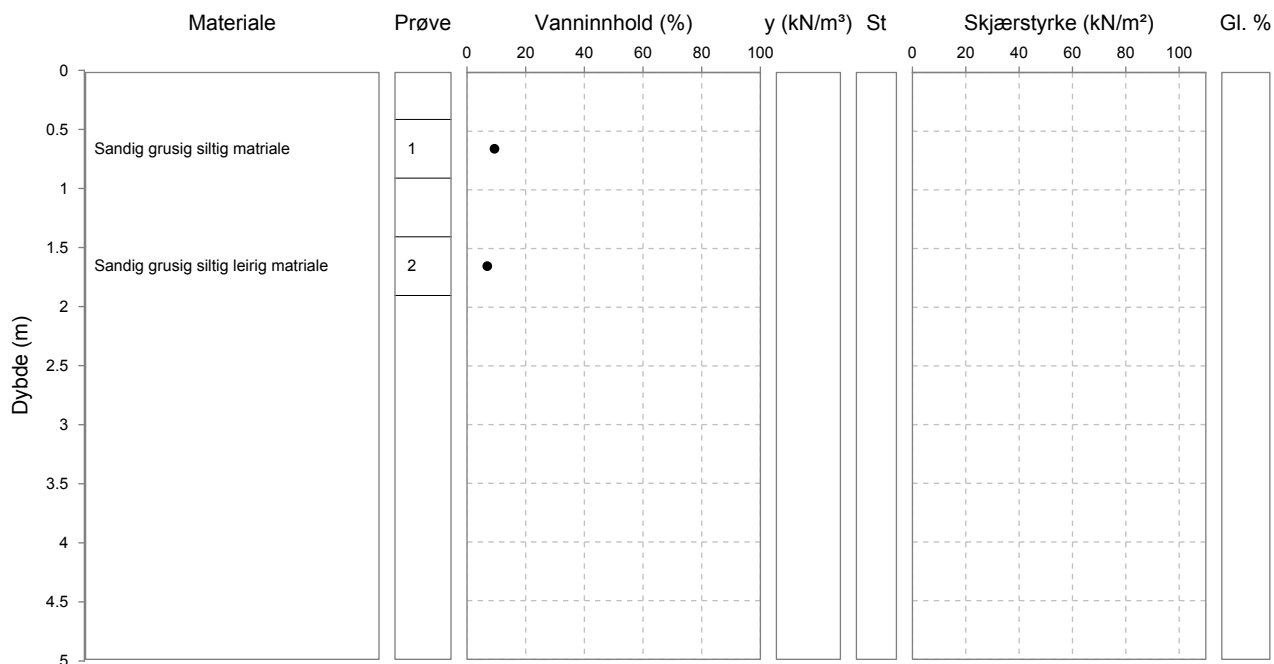 Materiale Prøve Vanninnhold (%) y (kN/m³) St Skjærstyrke (kN/m²) Gl. %
0 20 40 60 80 100 0 20 40 60 80 100
0
0.5
Sandig grusig siltig matriale 1
1
1.5
Sandig grusig siltig leirig matriale 2
2
2.5
Dybde (m)
3
3.5
4
4.5
5